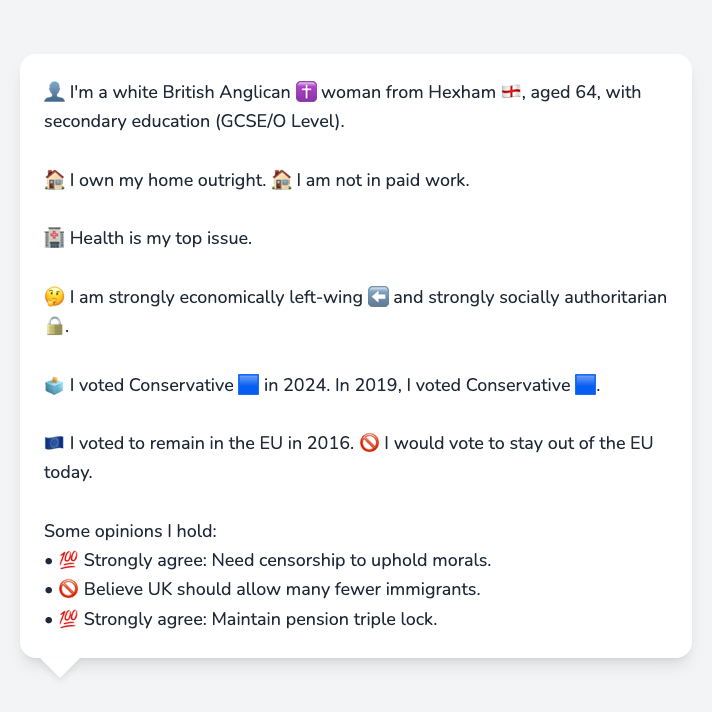 👤 I'm a white British Anglican ✝️ woman from Hexham 🏴󠁧󠁢󠁥󠁮󠁧󠁿, aged 64, with
secondary education (GCSE/O Level).
🏠 I own my home outright. 🏠 I am not in paid work.
🏥 Health is my top issue.
🤔 I am strongly economically left-wing ⬅️ and strongly socially authoritarian
🔒.
🗳️ I voted Conservative 🟦 in 2024. In 2019, I voted Conservative 🟦.
🇪🇺 I voted to remain in the EU in 2016. 🚫 I would vote to stay out of the EU
today.
Some opinions I hold:
• 💯 Strongly agree: Need censorship to uphold morals.
• 🚫 Believe UK should allow many fewer immigrants.
• 💯 Strongly agree: Maintain pension triple lock.